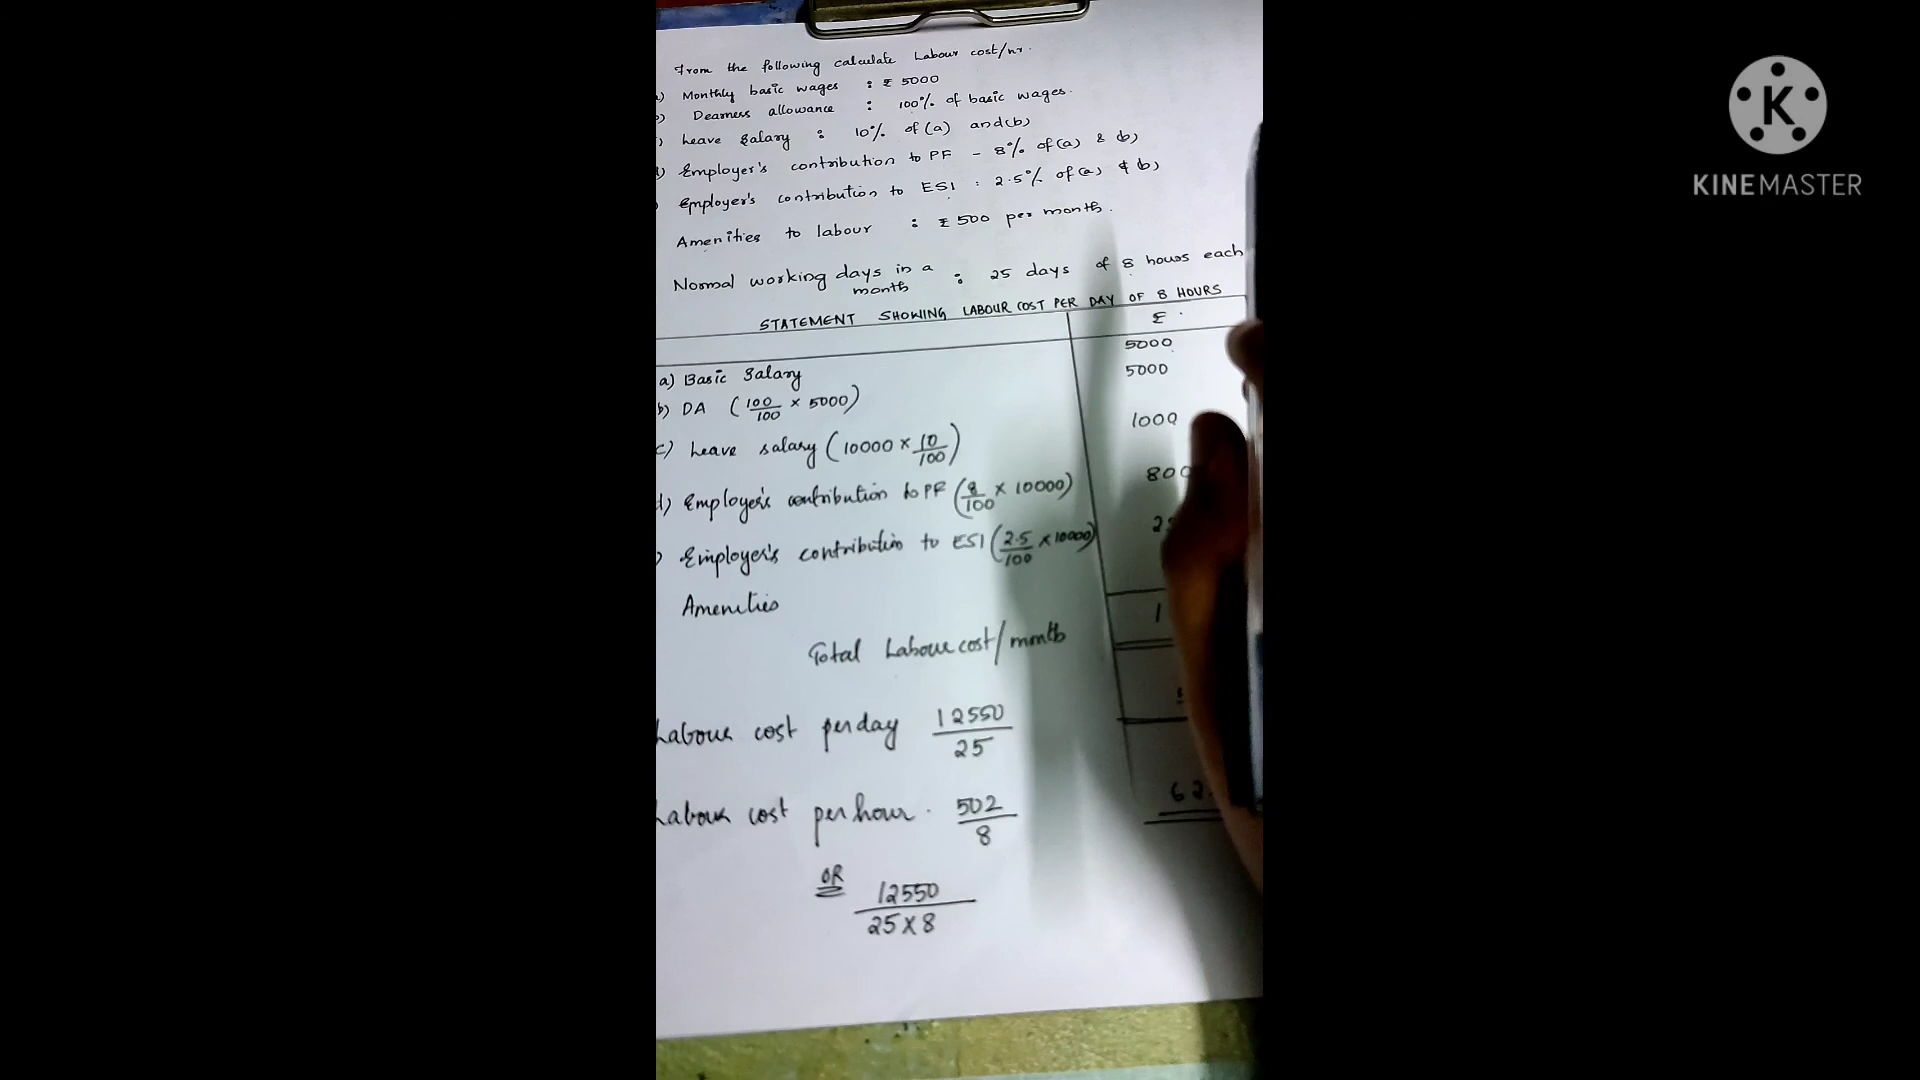 From the following calculate Labour cost/hr.
) Monthly basic wages : ₹ 5000
) Dearness allowance : 100% of basic wages.
) Leave Salary : 10% of (a) and (b)
) Employer's contribution to PF - 8% of (a) & (b)
Employer's contribution to ESI : 2.5% of (a) & (b)
Amenities to labour : ₹ 500 per month.
Normal working days in a month : 25 days of 8 hours each
STATEMENT SHOWING LABOUR COST PER DAY OF 8 HOURS
₹
a) Basic Salary 5000
b) DA (100/100 × 5000) 5000
c) Leave salary (10000 × 10/100) 1000
d) Employer's contribution to PF (8/100 × 10000) 800
) Employer's contribution to ESI (2.5/100 × 10000) 2
Amenities
Total Labour cost/month 1
Labour cost per day 12550/25
Labour cost per hour . 502/8 62.
OR
12550/25×8
K
KINEMASTER